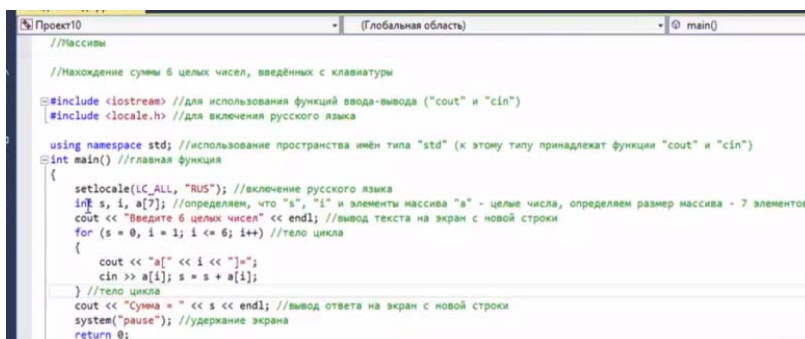 Проект10 (Глобальная область) main()
//Массивы
//Нахождение суммы 6 целых чисел, введённых с клавиатуры
#include <iostream> //для использования функций ввода-вывода ("cout" и "cin")
#include <locale.h> //для включения русского языка
using namespace std; //использование пространства имён типа "std" (к этому типу принадлежат функции "cout" и "cin")
int main() //главная функция
{
setlocale(LC_ALL, "RUS"); //включение русского языка
int s, i, a[7]; //определяем, что "s", "i" и элементы массива "a" - целые числа, определяем размер массива - 7 элементов
cout << "Введите 6 целых чисел" << endl; //вывод текста на экран с новой строки
for (s = 0, i = 1; i <= 6; i++) //тело цикла
{
cout << "a[" << i << "]=";
cin >> a[i]; s = s + a[i];
} //тело цикла
cout << "Сумма = " << s << endl; //вывод ответа на экран с новой строки
system("pause"); //удержание экрана
return 0;